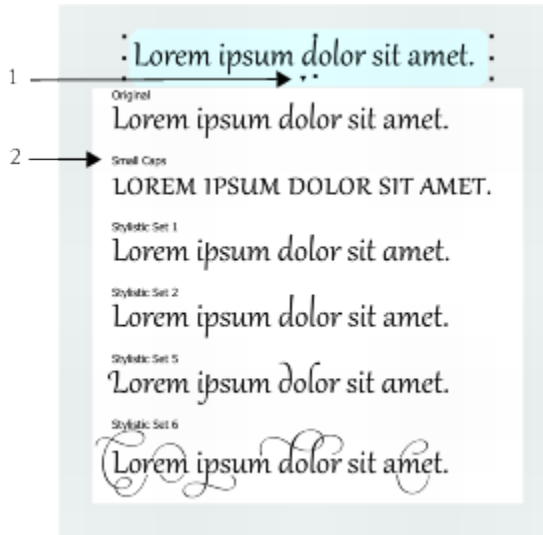 Lorem ipsum dolor sit amet.
1
Original
Lorem ipsum dolor sit amet.
2
Small Caps
LOREM IPSUM DOLOR SIT AMET.
Stylistic Set 1
Lorem ipsum dolor sit amet.
Stylistic Set 2
Lorem ipsum dolor sit amet.
Stylistic Set 5
Lorem ipsum dolor sit amet.
Stylistic Set 6
Lorem ipsum dolor sit amet.